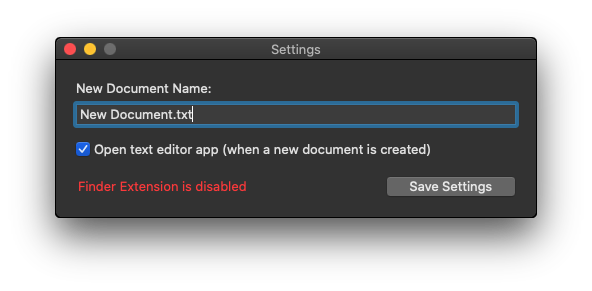 Settings
New Document Name:
New Document.txt
Open text editor app (when a new document is created)
Finder Extension is disabled
Save Settings